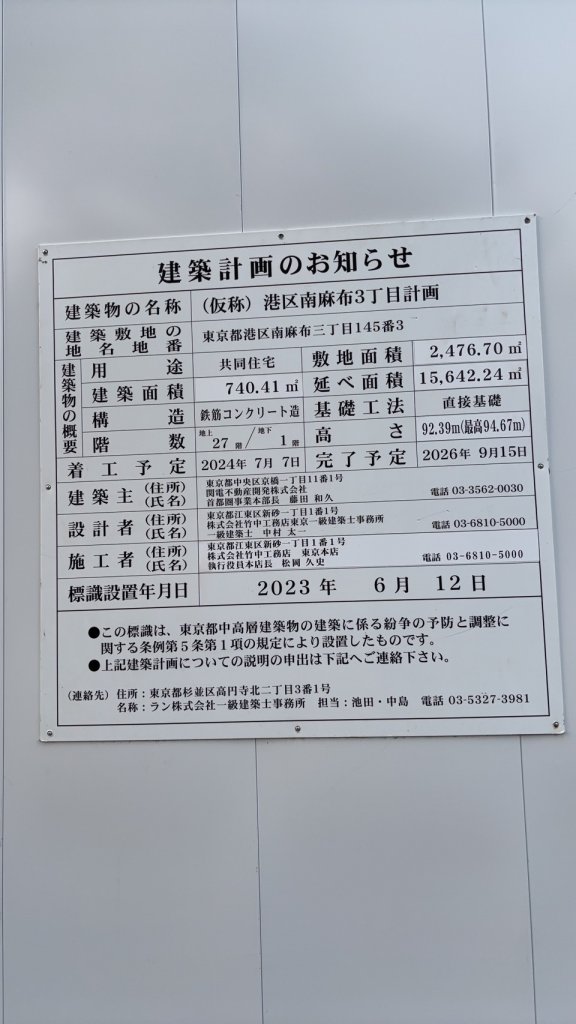 建築計画のお知らせ
建築物の名称 (仮称)港区南麻布3丁目計画
建築敷地の地名地番 東京都港区南麻布三丁目145番3
建築物の概要
用途 共同住宅 敷地面積 2,476.70㎡
建築面積 740.41㎡ 延べ面積 15,642.24㎡
構造 鉄筋コンクリート造 基礎工法 直接基礎
階数 地上27階/地下1階 高さ 92.39m(最高94.67m)
着工予定 2024年 7月 7日 完了予定 2026年 9月15日
建築主(住所)(氏名)
東京都中央区京橋一丁目11番1号
関電不動産開発株式会社
首都圏事業本部長 藤田 和久
電話 03-3562-0030
設計者(住所)(氏名)
東京都江東区新砂一丁目1番1号
株式会社竹中工務店東京一級建築士事務所
一級建築士 中村 太一
電話 03-6810-5000
施工者(住所)(氏名)
東京都江東区新砂一丁目1番1号
株式会社竹中工務店 東京本店
執行役員本店長 松岡 久史
電話 03-6810-5000
標識設置年月日 2023年 6月 12日
●この標識は、東京都中高層建築物の建築に係る紛争の予防と調整に
関する条例第5条第1項の規定により設置したものです。
●上記建築計画についての説明の申出は下記へご連絡下さい。
(連絡先)住所:東京都杉並区高円寺北二丁目3番1号
名称:ラン株式会社一級建築士事務所 担当:池田・中島 電話 03-5327-3981